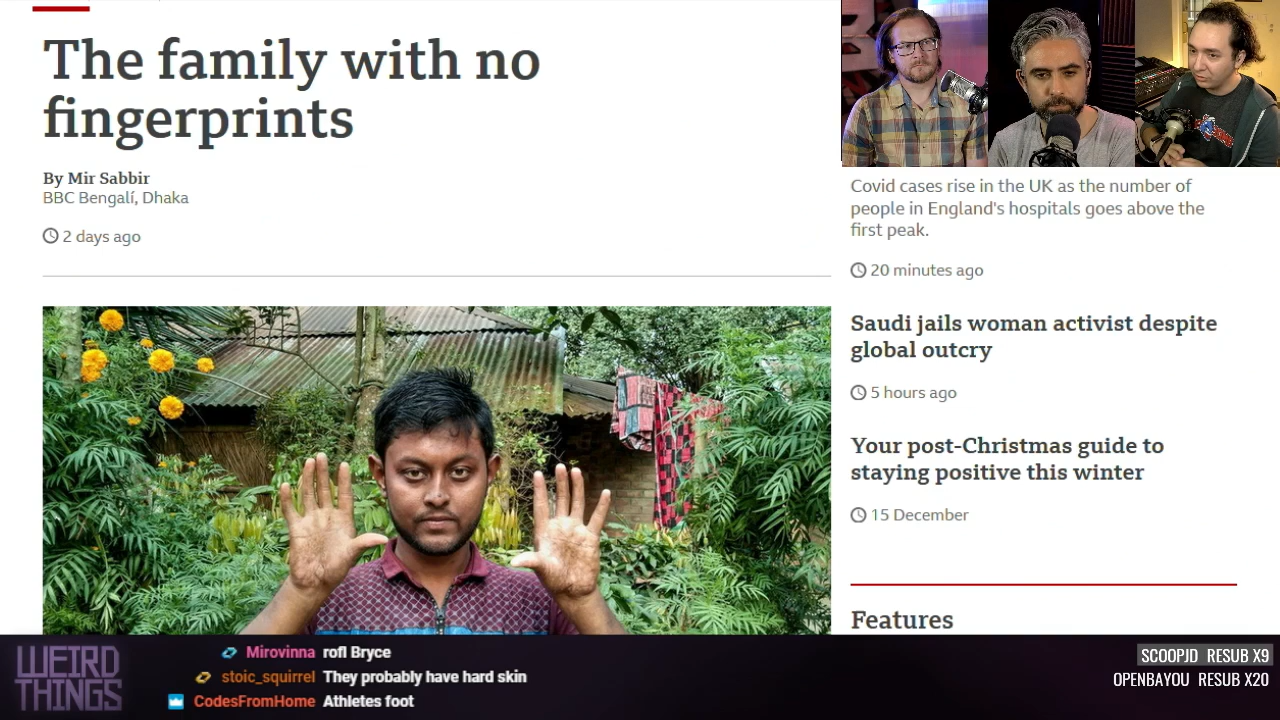 The family with no
fingerprints
By Mir Sabbir
BBC Bengalí, Dhaka
2 days ago
Covid cases rise in the UK as the number of
people in England's hospitals goes above the
first peak.
20 minutes ago
Saudi jails woman activist despite
global outcry
5 hours ago
Your post-Christmas guide to
staying positive this winter
15 December
Features
WEIRD
THINGS
Mirovinna rofl Bryce
stoic_squirrel They probably have hard skin
CodesFromHome Athletes foot
SCOOPJD RESUB X9
OPENBAYOU RESUB X20